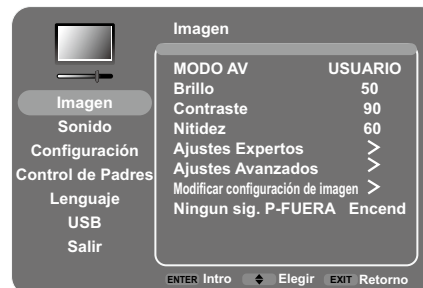 Imagen
MODO AV USUARIO
Brillo 50
Contraste 90
Nitidez 60
Ajustes Expertos >
Ajustes Avanzados >
Modificar configuración de imagen >
Ningun sig. P-FUERA Encend
Imagen
Sonido
Configuración
Control de Padres
Lenguaje
USB
Salir
ENTER Intro Elegir EXIT Retorno